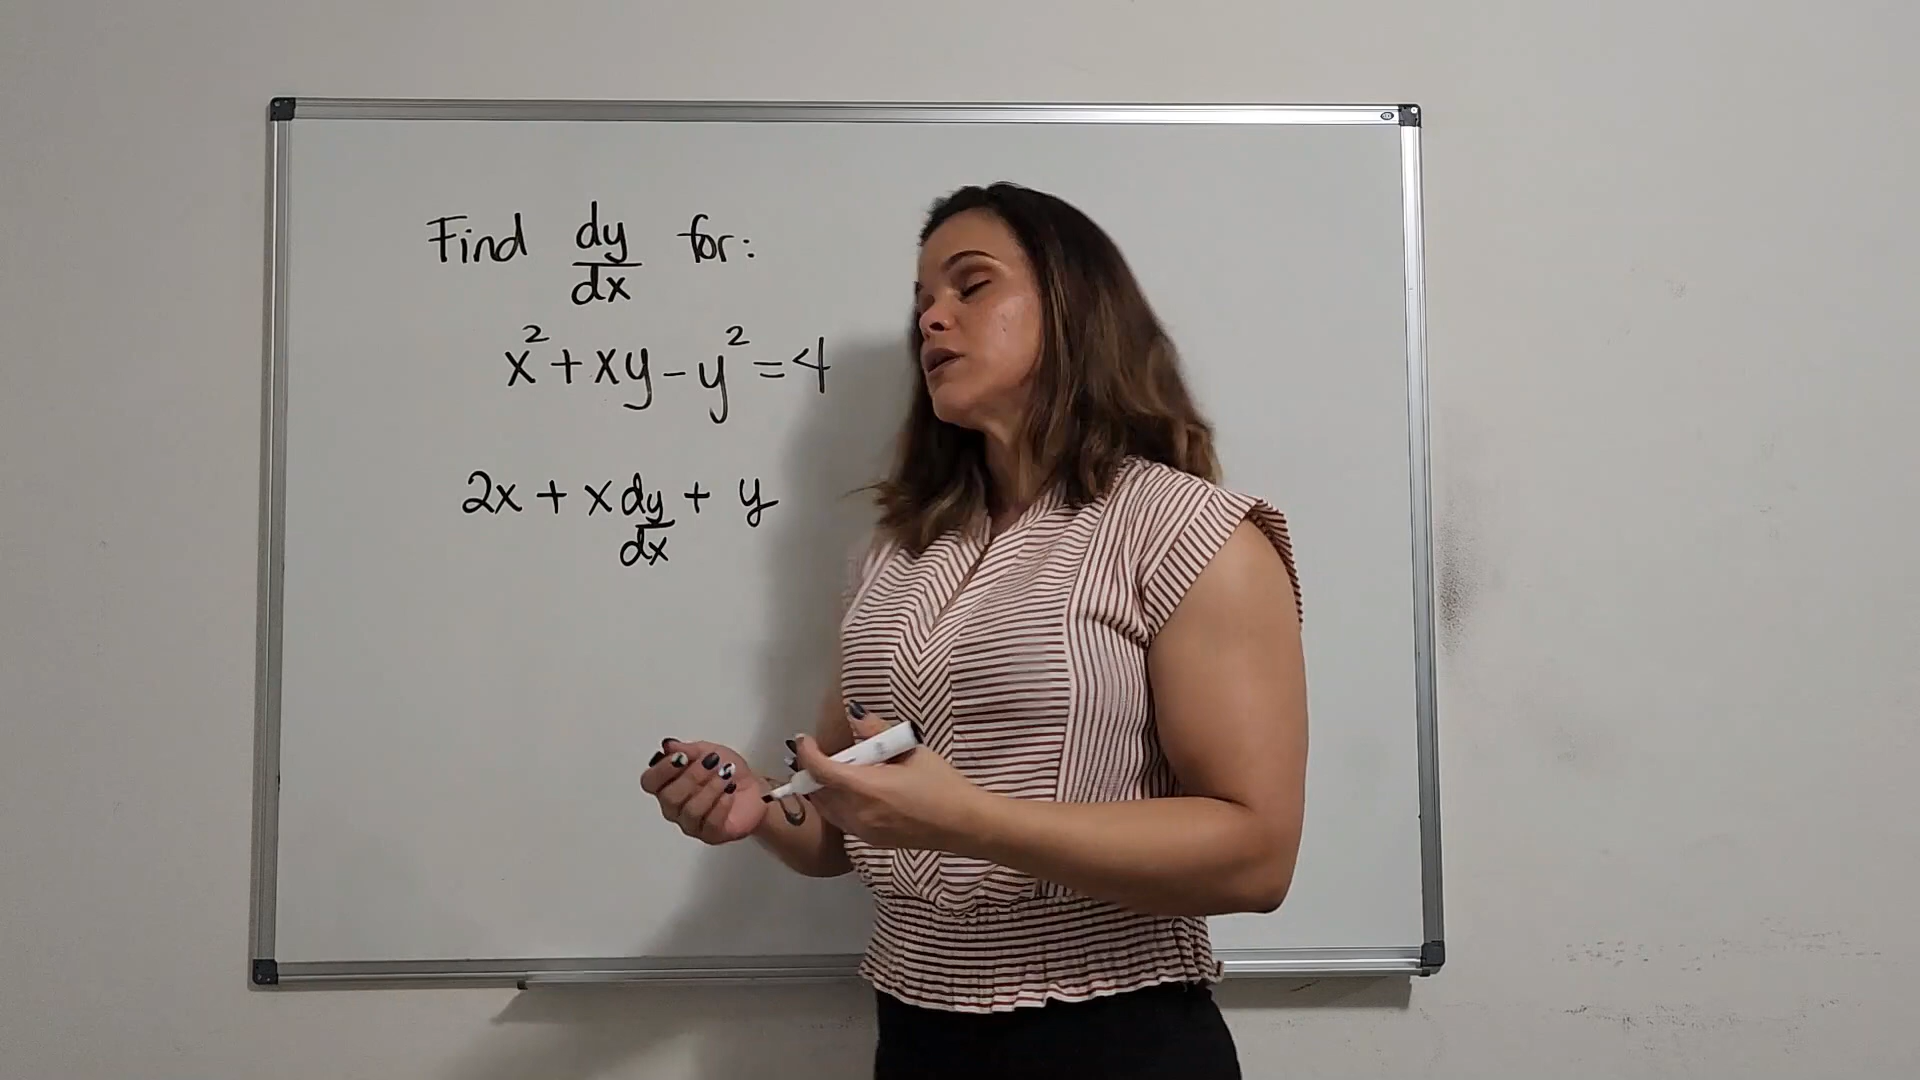 Find dy/dx for:
x² + xy - y² = 4
2x + x dy/dx + y